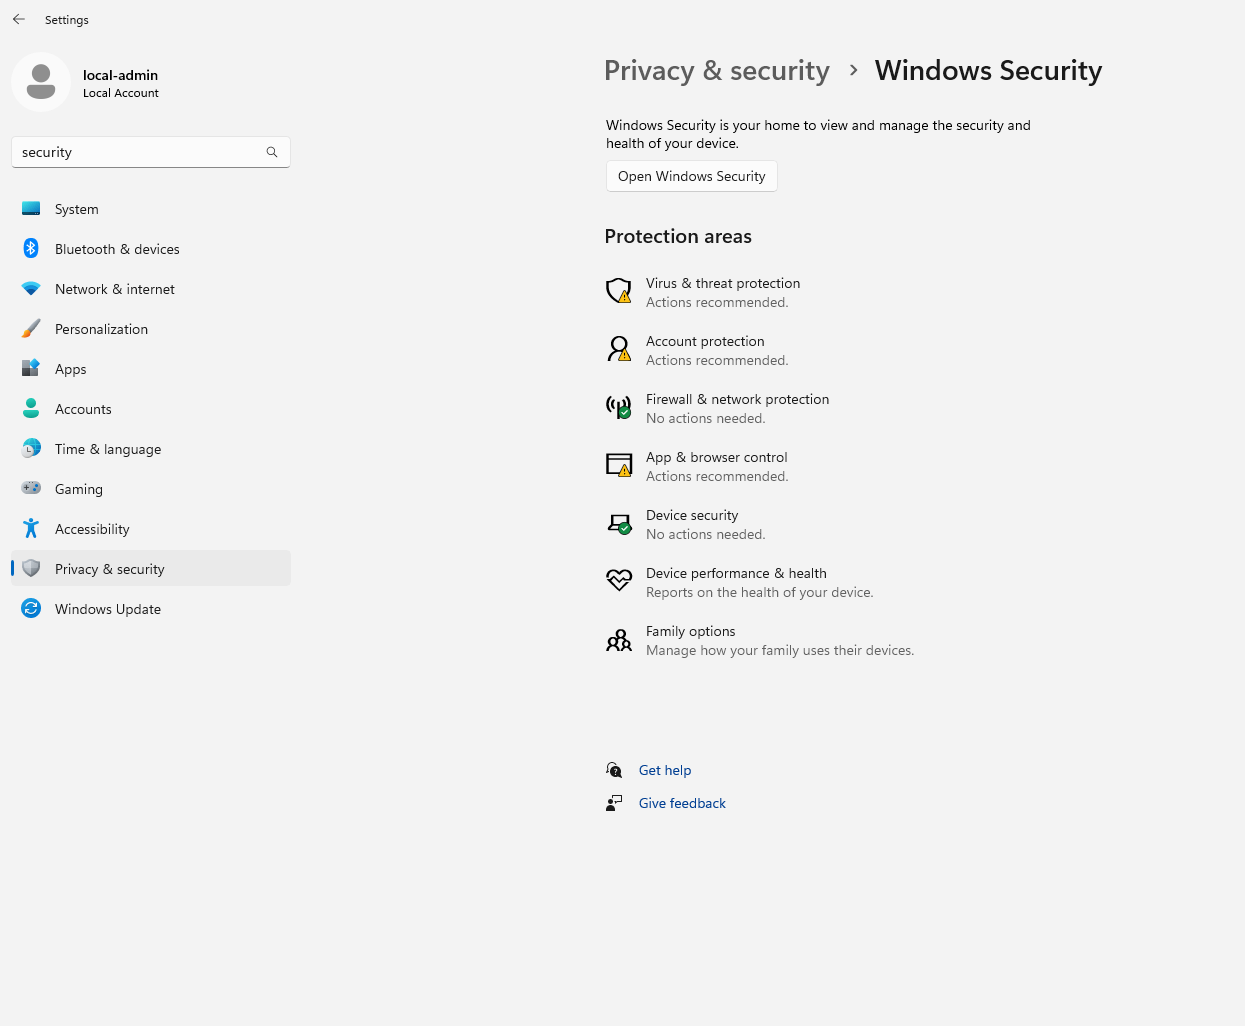 Settings
local-admin
Local Account
security
System
Bluetooth & devices
Network & internet
Personalization
Apps
Accounts
Time & language
Gaming
Accessibility
Privacy & security
Windows Update
Privacy & security > Windows Security
Windows Security is your home to view and manage the security and
health of your device.
Open Windows Security
Protection areas
Virus & threat protection
Actions recommended.
Account protection
Actions recommended.
Firewall & network protection
No actions needed.
App & browser control
Actions recommended.
Device security
No actions needed.
Device performance & health
Reports on the health of your device.
Family options
Manage how your family uses their devices.
Get help
Give feedback